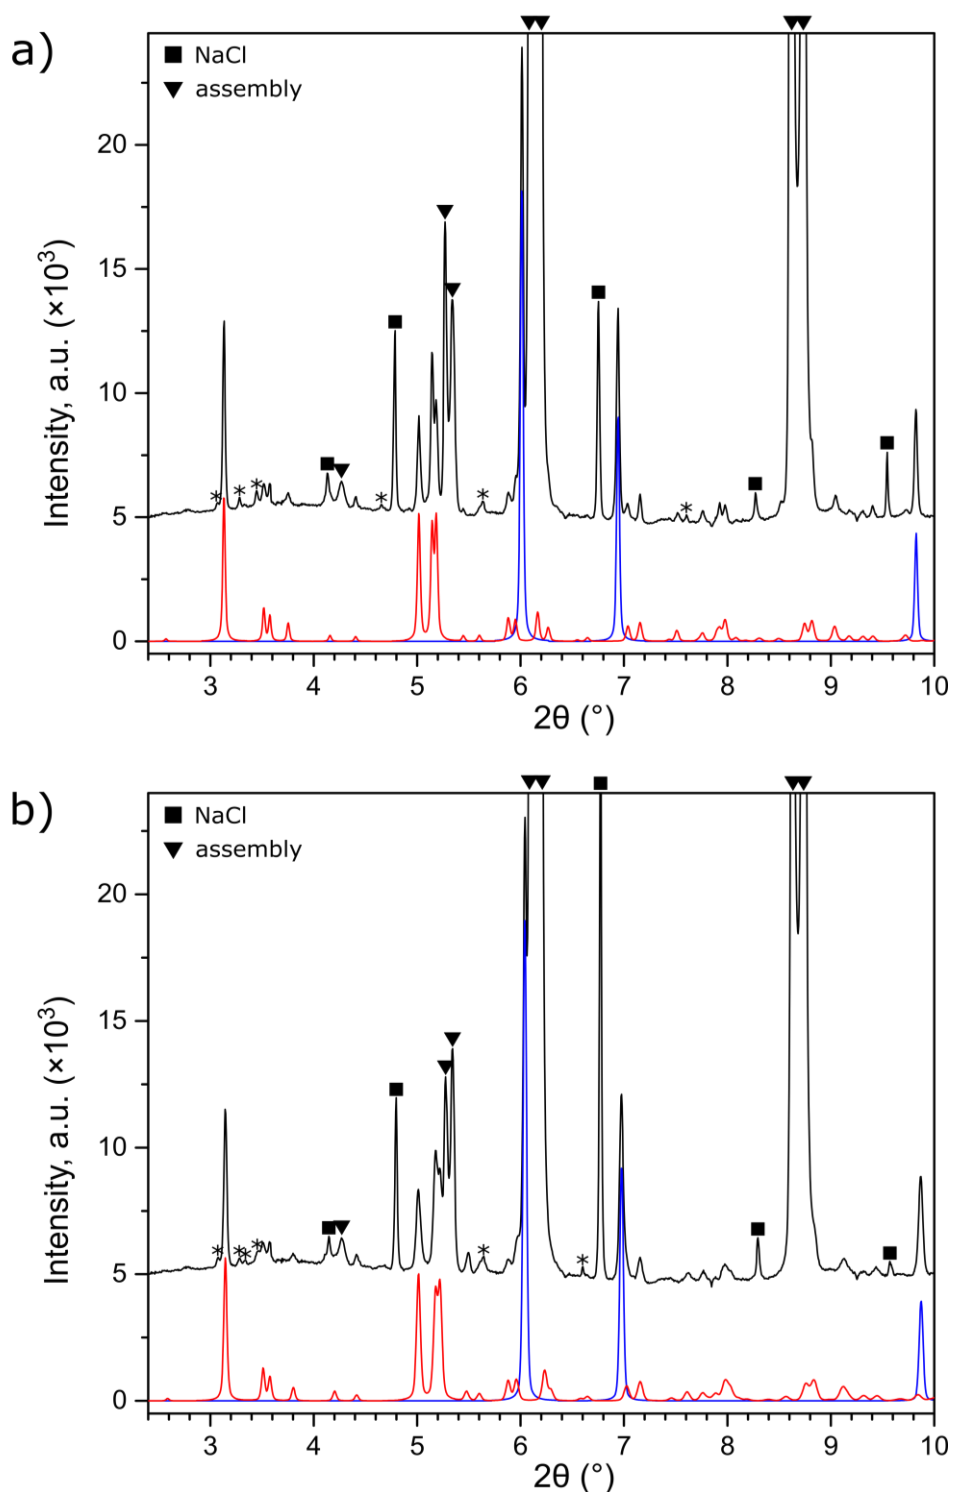 a)
■ NaCl
▼ assembly
Intensity, a.u. (×10³)
20
15
10
5
0
* * * * * *
3 4 5 6 7 8 9 10
2θ (°)
b)
■ NaCl
▼ assembly
Intensity, a.u. (×10³)
20
15
10
5
0
* * * * * *
3 4 5 6 7 8 9 10
2θ (°)